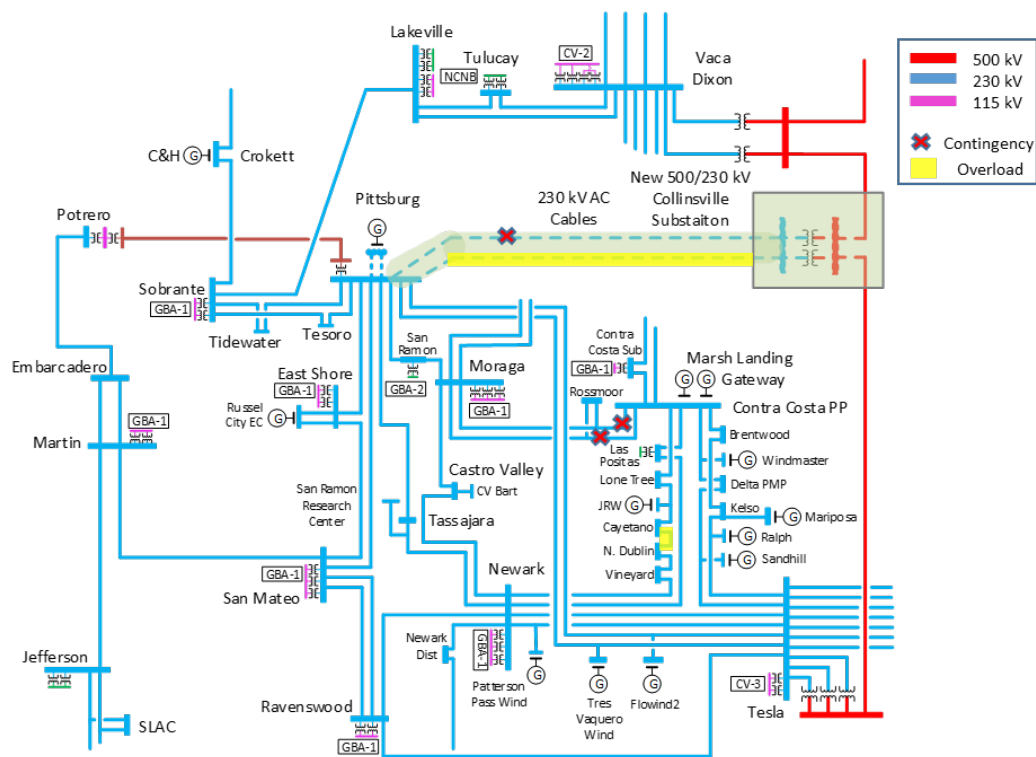 Lakeville
Tulucay
NCNB
CV-2
Vaca
Dixon
500 kV
230 kV
115 kV
Contingency
Overload
C&H
G
Crokett
Potrero
Pittsburg
G
230 kV AC
Cables
New 500/230 kV
Collinsville
Substaiton
Sobrante
GBA-1
Tidewater
Tesoro
San
Ramon
GBA-2
Moraga
GBA-1
Contra
Costa Sub
GBA-1
Rossmoor
Marsh Landing
G
G
Gateway
Contra Costa PP
Embarcadero
East Shore
GBA-1
Russel
City EC
G
Martin
GBA-1
Las
Positas
Lone Tree
JRW
G
Cayetano
N. Dublin
Vineyard
Brentwood
G
Windmaster
Delta PMP
Kelso
G
Mariposa
G
Ralph
G
Sandhill
San Ramon
Research
Center
Castro Valley
CV Bart
Tassajara
GBA-1
San Mateo
Newark
Newark
Dist
GBA-1
Patterson
Pass Wind
G
G
Tres
Vaquero
Wind
G
Flowind2
CV-3
Tesla
Jefferson
SLAC
Ravenswood
GBA-1